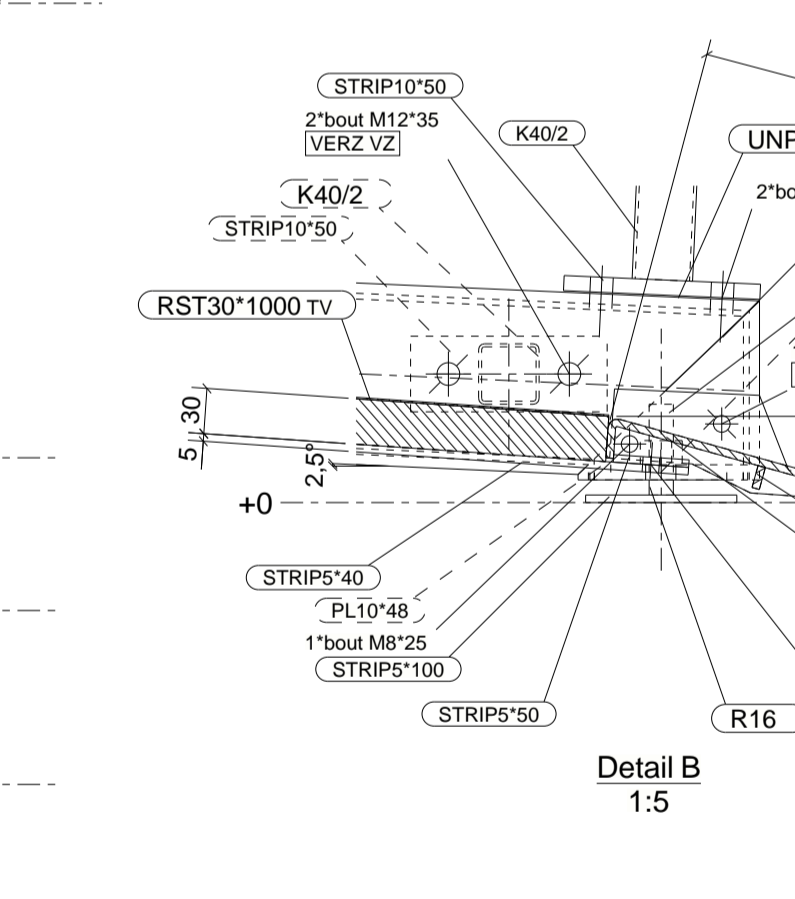 STRIP10*50
2*bout M12*35
VERZ VZ
K40/2
UNP
2*bo
K40/2
STRIP10*50
RST30*1000 TV
30
5
2,5°
+0
STRIP5*40
PL10*48
1*bout M8*25
STRIP5*100
STRIP5*50
R16
Detail B
1:5